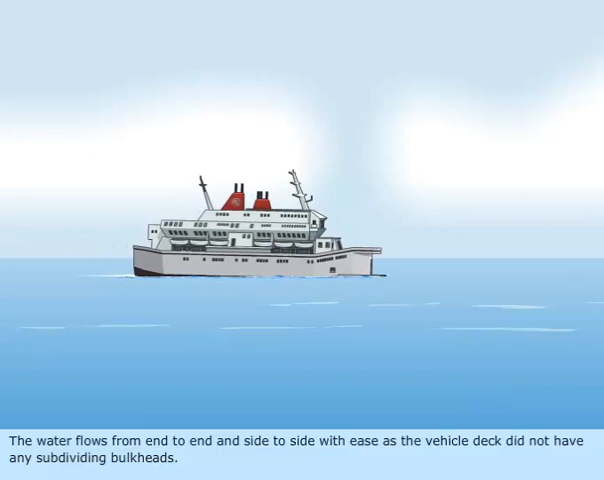 The water flows from end to end and side to side with ease as the vehicle deck did not have
any subdividing bulkheads.